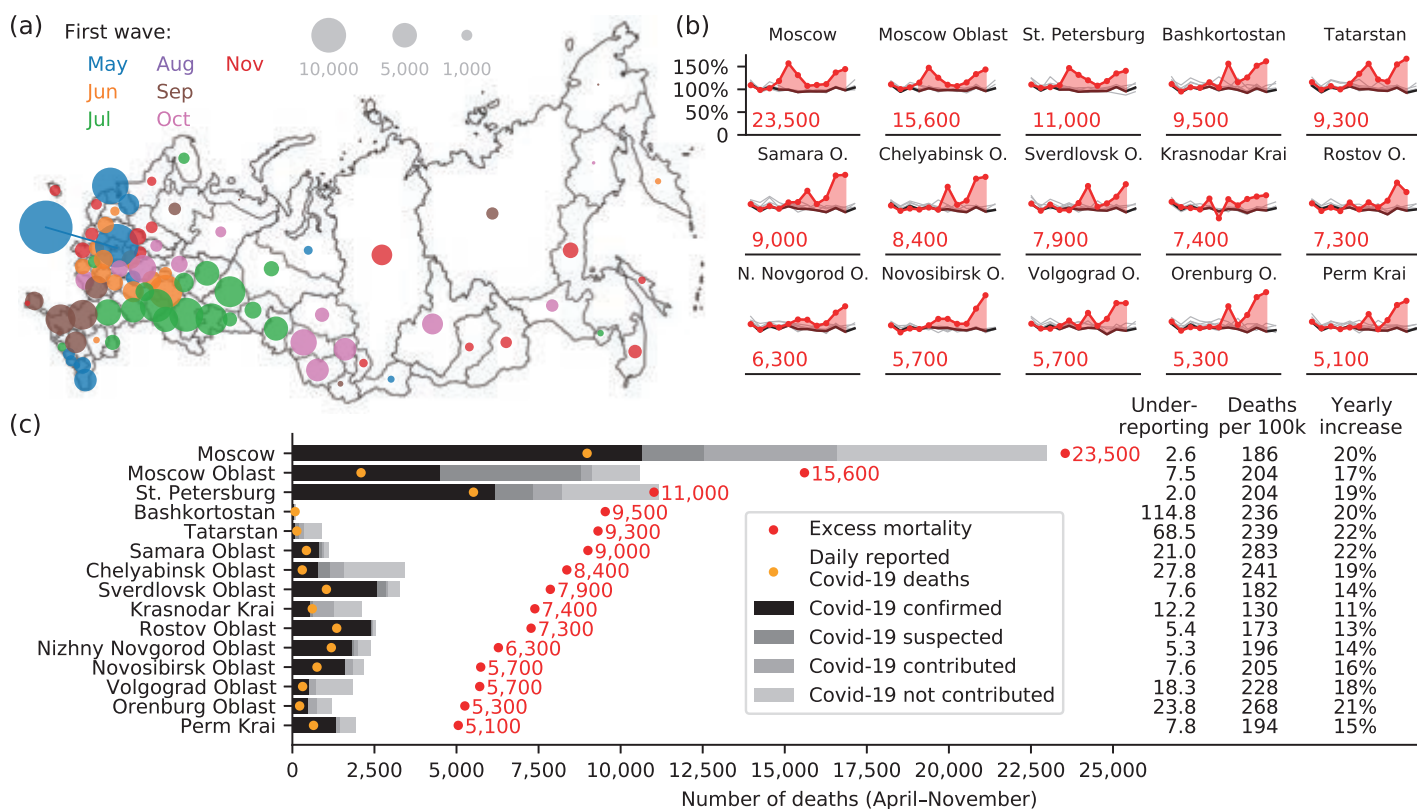 (a)
First wave:
May Aug Nov
Jun Sep
Jul Oct
10,000 5,000 1,000
(b)
Moscow Moscow Oblast St. Petersburg Bashkortostan Tatarstan
150%
100%
50%
0
23,500 15,600 11,000 9,500 9,300
Samara O. Chelyabinsk O. Sverdlovsk O. Krasnodar Krai Rostov O.
9,000 8,400 7,900 7,400 7,300
N. Novgorod O. Novosibirsk O. Volgograd O. Orenburg O. Perm Krai
6,300 5,700 5,700 5,300 5,100
(c)
Under- Deaths Yearly
reporting per 100k increase
Moscow 23,500 2.6 186 20%
Moscow Oblast 15,600 7.5 204 17%
St. Petersburg 11,000 2.0 204 19%
Bashkortostan 9,500 114.8 236 20%
Tatarstan 9,300 68.5 239 22%
Samara Oblast 9,000 21.0 283 22%
Chelyabinsk Oblast 8,400 27.8 241 19%
Sverdlovsk Oblast 7,900 7.6 182 14%
Krasnodar Krai 7,400 12.2 130 11%
Rostov Oblast 7,300 5.4 173 13%
Nizhny Novgorod Oblast 6,300 5.3 196 14%
Novosibirsk Oblast 5,700 7.6 205 16%
Volgograd Oblast 5,700 18.3 228 18%
Orenburg Oblast 5,300 23.8 268 21%
Perm Krai 5,100 7.8 194 15%
Excess mortality
Daily reported
Covid-19 deaths
Covid-19 confirmed
Covid-19 suspected
Covid-19 contributed
Covid-19 not contributed
0 2,500 5,000 7,500 10,000 12,500 15,000 17,500 20,000 22,500 25,000
Number of deaths (April–November)